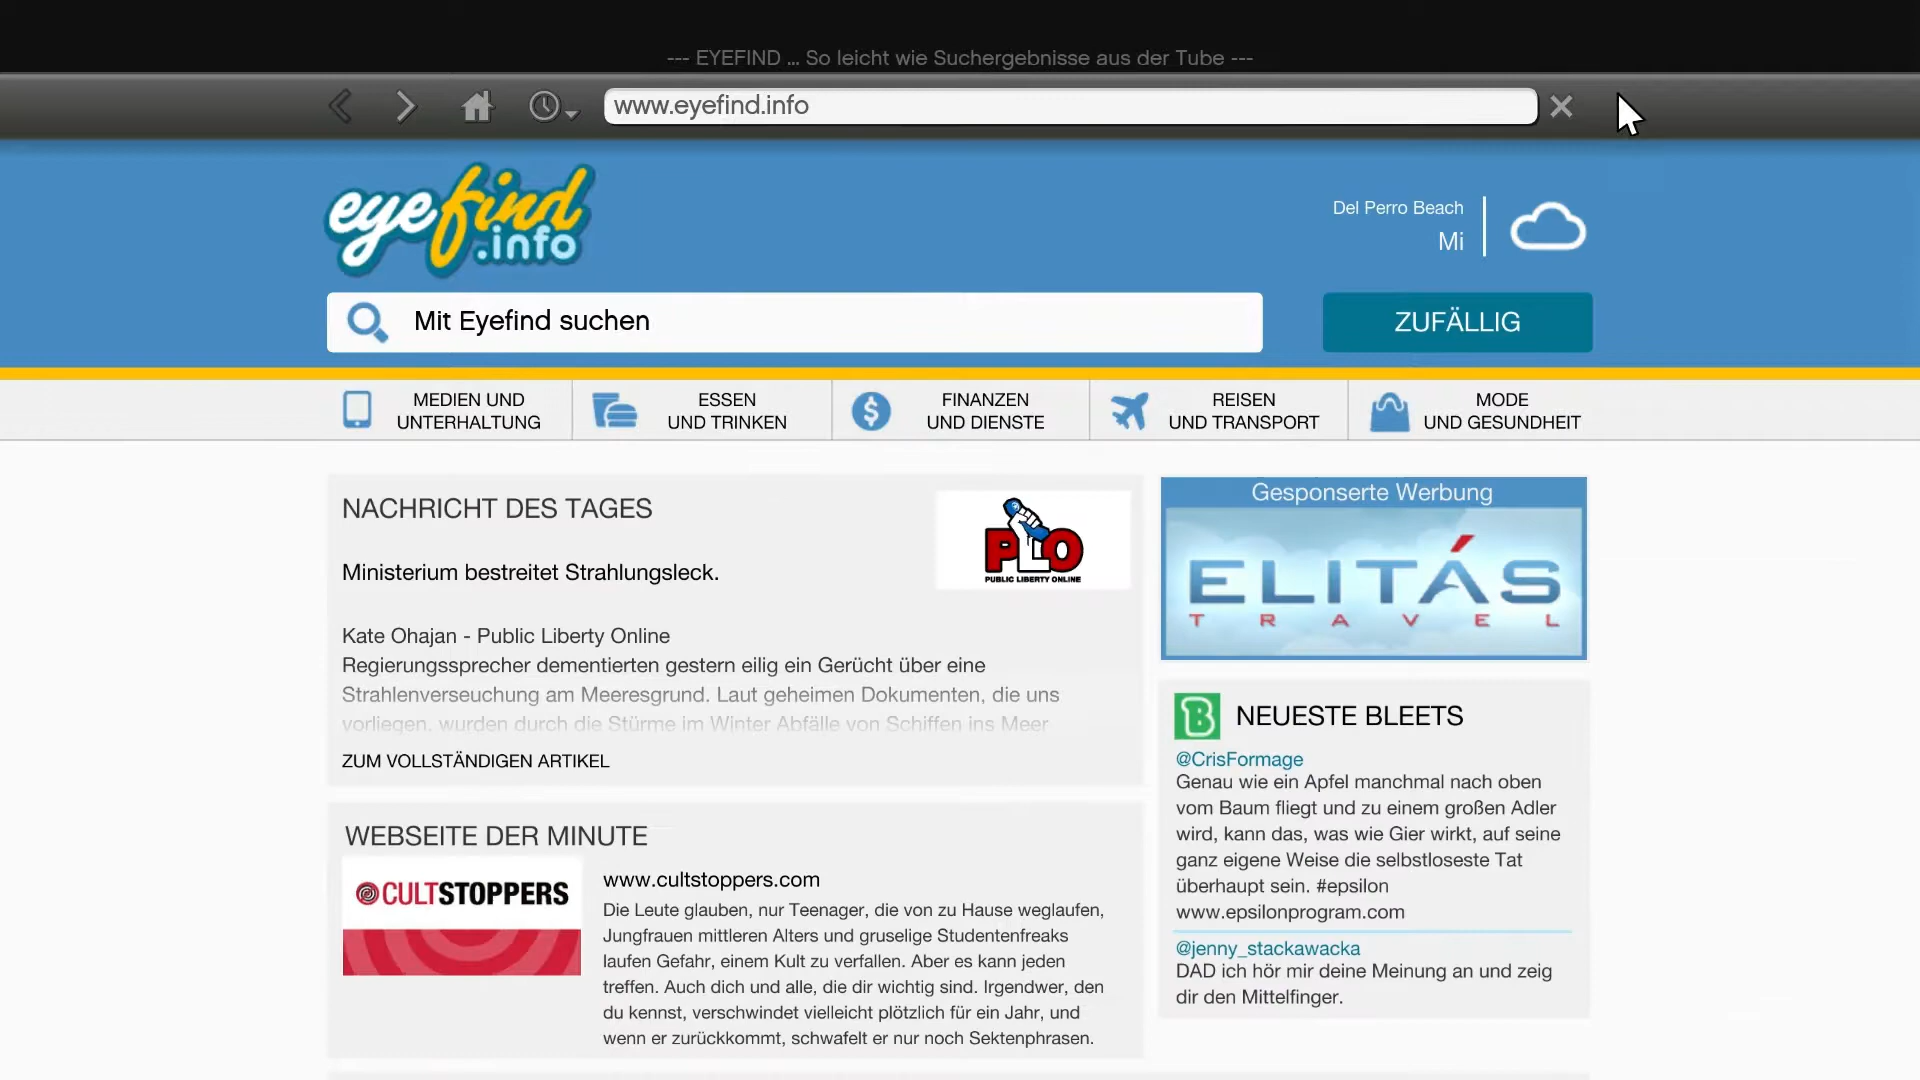 --- EYEFIND ... So leicht wie Suchergebnisse aus der Tube ---
www.eyefind.info
eyefind
.info
Del Perro Beach
Mi
Mit Eyefind suchen
ZUFÄLLIG
MEDIEN UND
UNTERHALTUNG
ESSEN
UND TRINKEN
FINANZEN
UND DIENSTE
REISEN
UND TRANSPORT
MODE
UND GESUNDHEIT
NACHRICHT DES TAGES
PLO
PUBLIC LIBERTY ONLINE
Ministerium bestreitet Strahlungsleck.
Kate Ohajan - Public Liberty Online
Regierungssprecher dementierten gestern eilig ein Gerücht über eine
Strahlenverseuchung am Meeresgrund. Laut geheimen Dokumenten, die uns
vorliegen, wurden durch die Stürme im Winter Abfälle von Schiffen ins Meer
ZUM VOLLSTÄNDIGEN ARTIKEL
WEBSEITE DER MINUTE
CULTSTOPPERS
www.cultstoppers.com
Die Leute glauben, nur Teenager, die von zu Hause weglaufen,
Jungfrauen mittleren Alters und gruselige Studentenfreaks
laufen Gefahr, einem Kult zu verfallen. Aber es kann jeden
treffen. Auch dich und alle, die dir wichtig sind. Irgendwer, den
du kennst, verschwindet vielleicht plötzlich für ein Jahr, und
wenn er zurückkommt, schwafelt er nur noch Sektenphrasen.
Gesponserte Werbung
ELITÁS
TRAVEL
B
NEUESTE BLEETS
@CrisFormage
Genau wie ein Apfel manchmal nach oben
vom Baum fliegt und zu einem großen Adler
wird, kann das, was wie Gier wirkt, auf seine
ganz eigene Weise die selbstloseste Tat
überhaupt sein. #epsilon
www.epsilonprogram.com
@jenny_stackawacka
DAD ich hör mir deine Meinung an und zeig
dir den Mittelfinger.